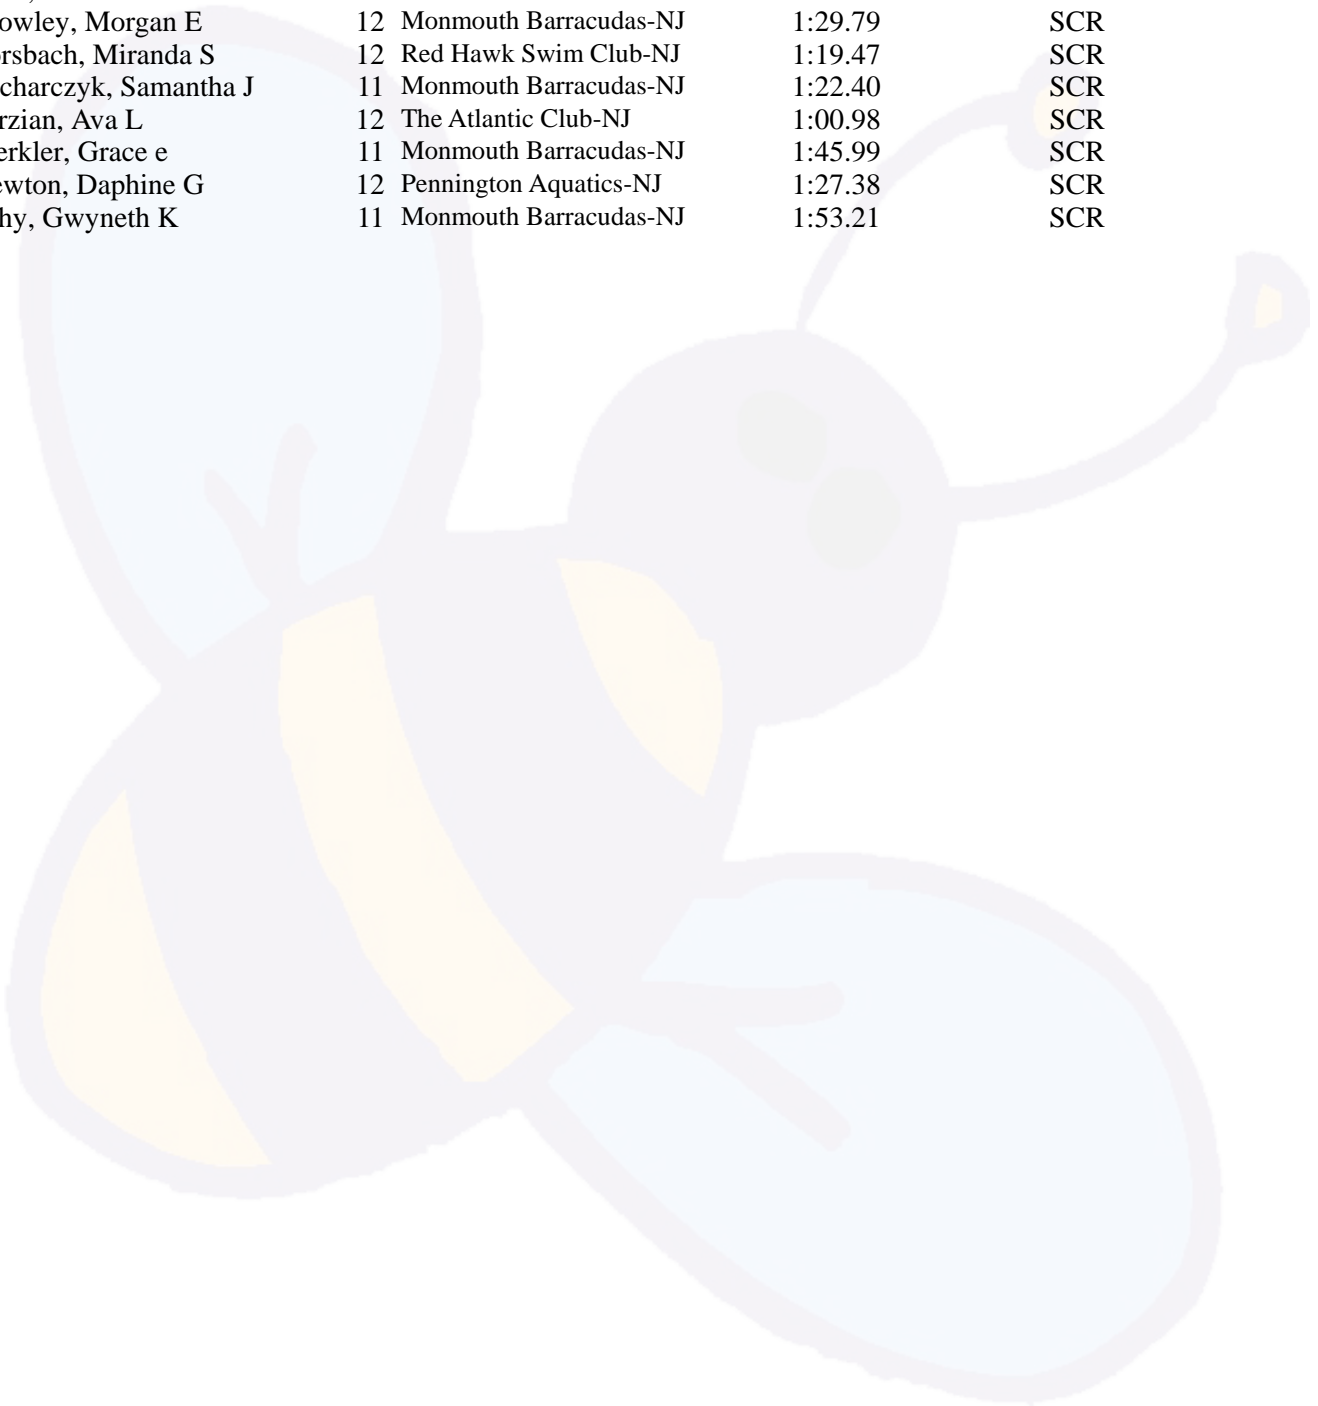 owley, Morgan E 12 Monmouth Barracudas-NJ 1:29.79 SCR
rsbach, Miranda S 12 Red Hawk Swim Club-NJ 1:19.47 SCR
charczyk, Samantha J 11 Monmouth Barracudas-NJ 1:22.40 SCR
rzian, Ava L 12 The Atlantic Club-NJ 1:00.98 SCR
erkler, Grace e 11 Monmouth Barracudas-NJ 1:45.99 SCR
ewton, Daphine G 12 Pennington Aquatics-NJ 1:27.38 SCR
hy, Gwyneth K 11 Monmouth Barracudas-NJ 1:53.21 SCR